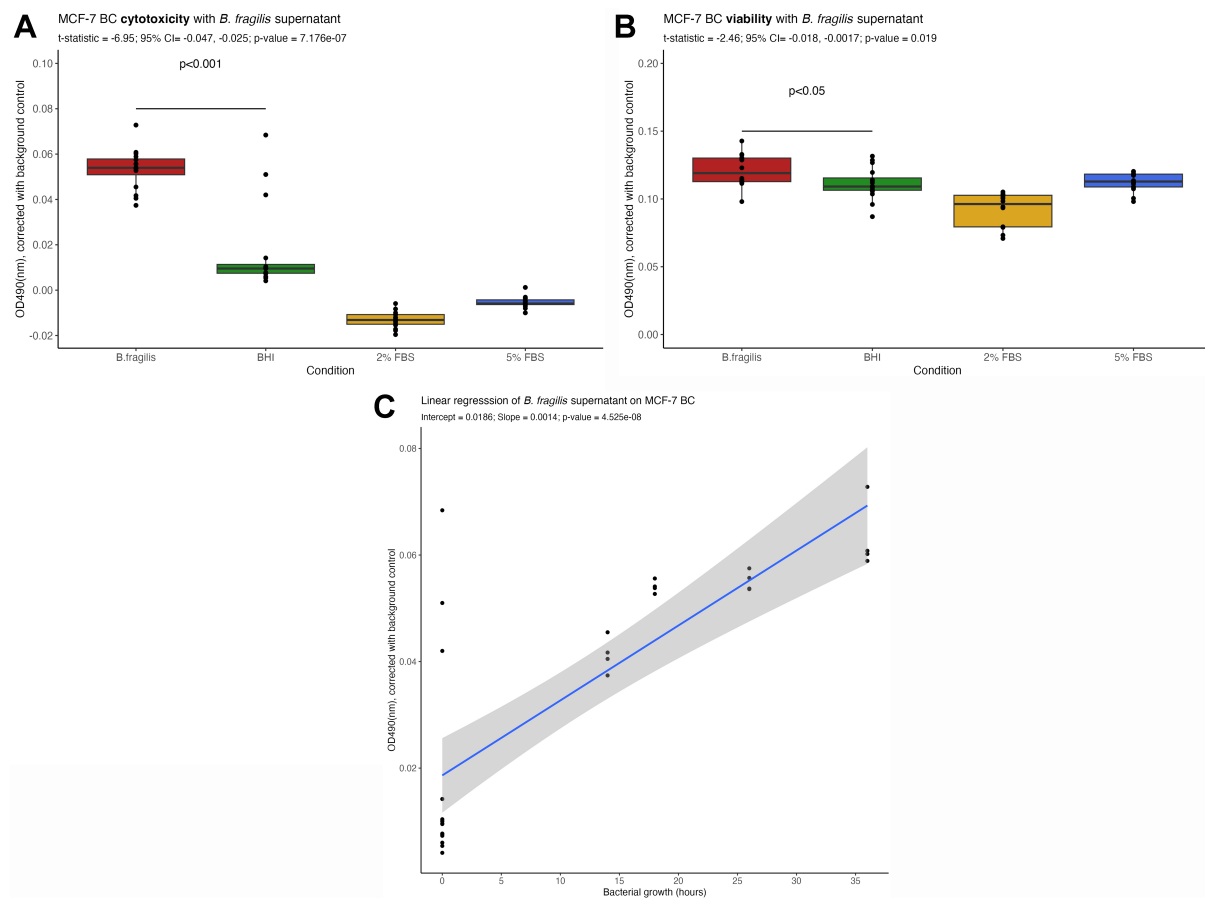 A
MCF-7 BC cytotoxicity with B. fragilis supernatant
t-statistic = -6.95; 95% CI= -0.047, -0.025; p-value = 7.176e-07
p<0.001
OD490(nm), corrected with background control
0.10
0.08
0.06
0.04
0.02
0.00
-0.02
B.fragilis BHI 2% FBS 5% FBS
Condition
B
MCF-7 BC viability with B. fragilis supernatant
t-statistic = -2.46; 95% CI= -0.018, -0.0017; p-value = 0.019
p<0.05
OD490(nm), corrected with background control
0.20
0.15
0.10
0.05
0.00
B.fragilis BHI 2% FBS 5% FBS
Condition
C
Linear regresssion of B. fragilis supernatant on MCF-7 BC
Intercept = 0.0186; Slope = 0.0014; p-value = 4.525e-08
OD490(nm), corrected with background control
0.08
0.06
0.04
0.02
0 5 10 15 20 25 30 35
Bacterial growth (hours)